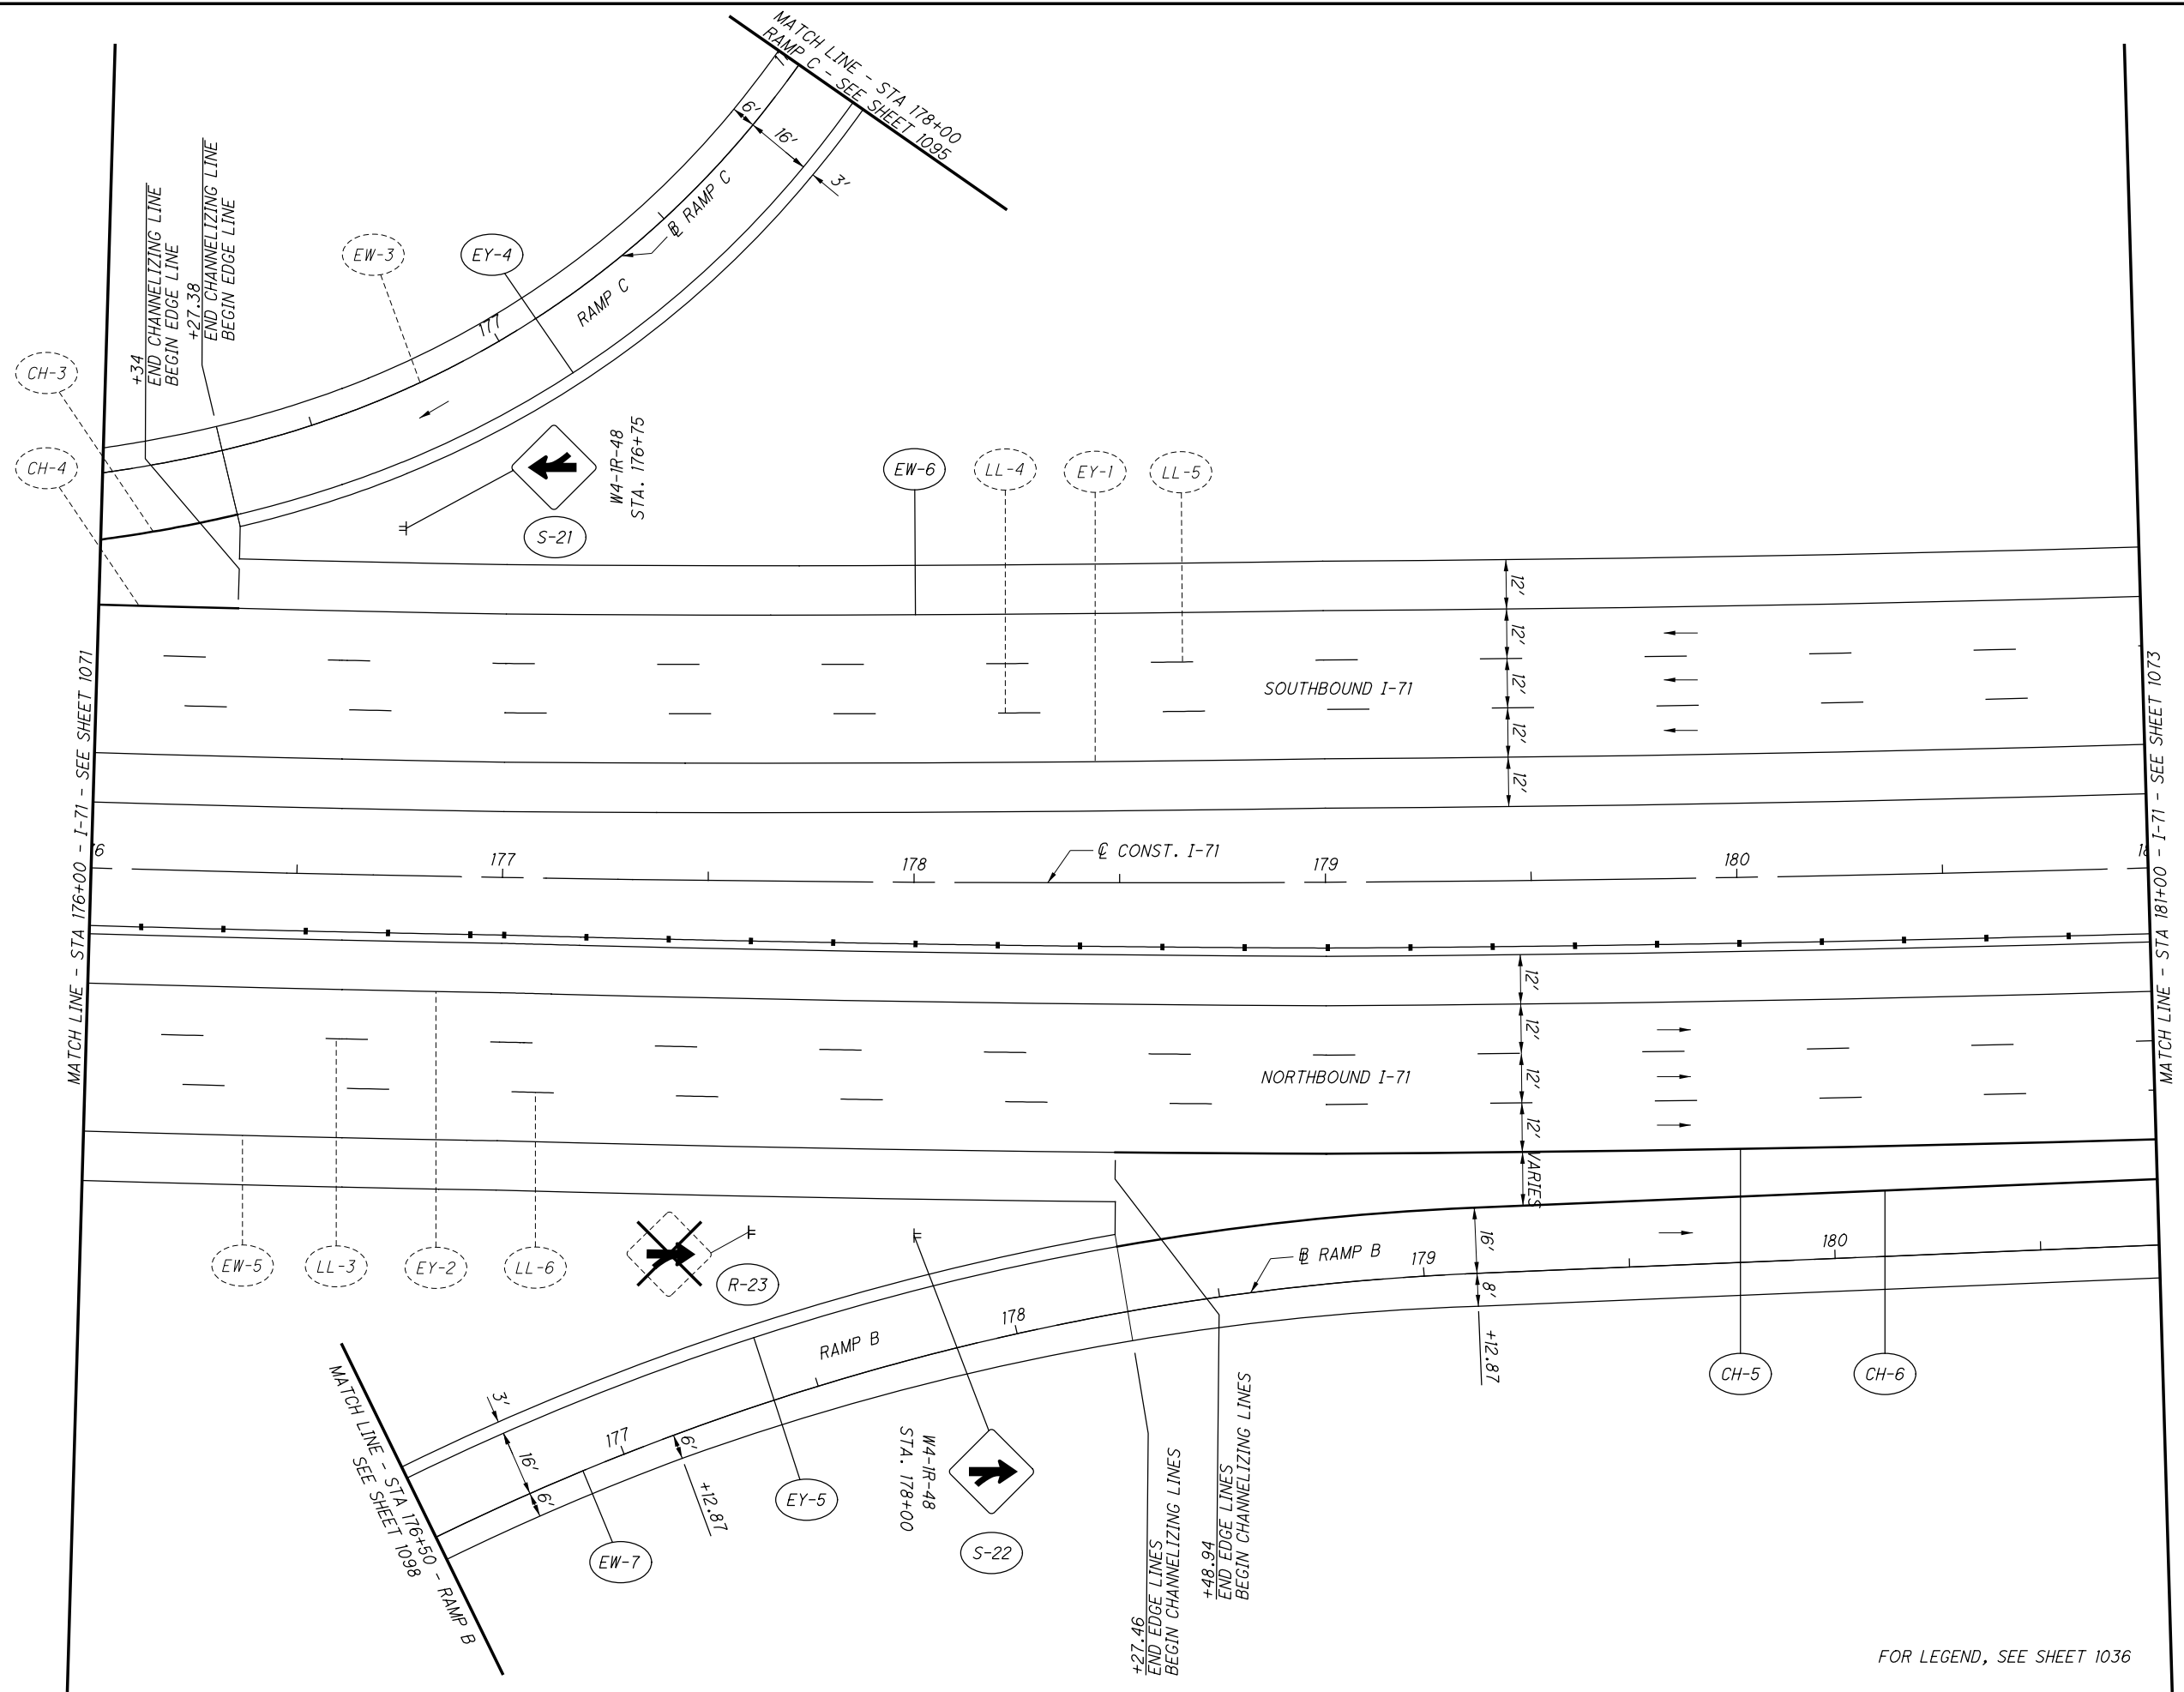 MATCH LINE - STA 178+00
RAMP C - SEE SHEET 1095
6'
16'
3'
℄ RAMP C
RAMP C
177
+34
END CHANNELIZING LINE
BEGIN EDGE LINE
+27.38
END CHANNELIZING LINE
BEGIN EDGE LINE
EW-3
EY-4
CH-3
CH-4
W4-1R-48
STA. 176+75
S-21
EW-6
LL-4
EY-1
LL-5
12'
12'
12'
12'
12'
SOUTHBOUND I-71
MATCH LINE - STA 176+00 - I-71 - SEE SHEET 1071
MATCH LINE - STA 181+00 - I-71 - SEE SHEET 1073
177
178
℄ CONST. I-71
179
180
12'
12'
12'
12'
VARIES
NORTHBOUND I-71
EW-5
LL-3
EY-2
LL-6
R-23
16'
8'
+12.87
℄ RAMP B
178
179
180
RAMP B
CH-5
CH-6
MATCH LINE - STA 176+50 - RAMP B
SEE SHEET 1098
3'
16'
6'
177
6'
+12.87
EY-5
EW-7
W4-1R-48
STA. 178+00
S-22
+27.46
END EDGE LINES
BEGIN CHANNELIZING LINES
+48.94
END EDGE LINES
BEGIN CHANNELIZING LINES
FOR LEGEND, SEE SHEET 1036